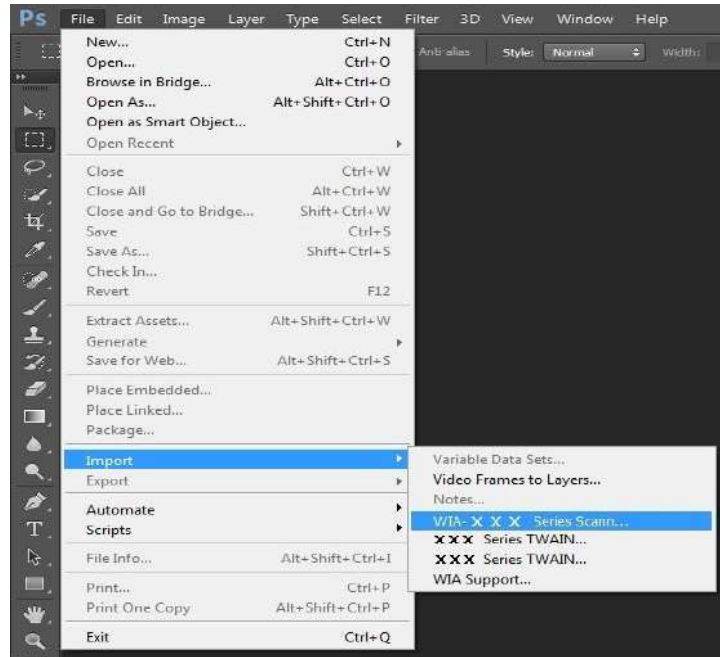 Ps File Edit Image Layer Type Select Filter 3D View Window Help
Anti-alias Style: Normal Width:
New... Ctrl+N
Open... Ctrl+O
Browse in Bridge... Alt+Ctrl+O
Open As... Alt+Shift+Ctrl+O
Open as Smart Object...
Open Recent
Close Ctrl+W
Close All Alt+Ctrl+W
Close and Go to Bridge... Shift+Ctrl+W
Save Ctrl+S
Save As... Shift+Ctrl+S
Check In...
Revert F12
Extract Assets... Alt+Shift+Ctrl+W
Generate
Save for Web... Alt+Shift+Ctrl+S
Place Embedded...
Place Linked...
Package...
Import
Export
Automate
Scripts
File Info... Alt+Shift+Ctrl+I
Print... Ctrl+P
Print One Copy Alt+Shift+Ctrl+P
Exit Ctrl+Q
Variable Data Sets...
Video Frames to Layers...
Notes...
WIA-X X X Series Scann...
XXX Series TWAIN...
XXX Series TWAIN...
WIA Support...
T